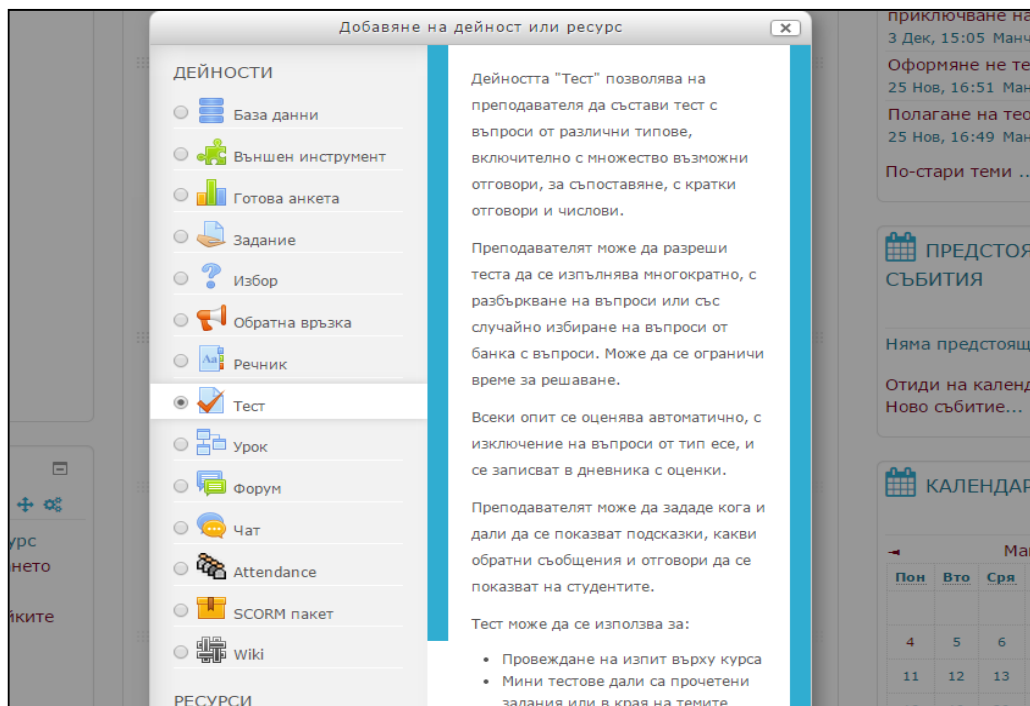 Добавяне на дейност или ресурс
ДЕЙНОСТИ
База данни
Външен инструмент
Готова анкета
Задание
Избор
Обратна връзка
Речник
Тест
Урок
Форум
Чат
Attendance
SCORM пакет
Wiki
РЕСУРСИ
Дейността "Тест" позволява на
преподавателя да състави тест с
въпроси от различни типове,
включително с множество възможни
отговори, за съпоставяне, с кратки
отговори и числови.
Преподавателят може да разреши
теста да се изпълнява многократно, с
разбъркване на въпроси или със
случайно избиране на въпроси от
банка с въпроси. Може да се ограничи
време за решаване.
Всеки опит се оценява автоматично, с
изключение на въпроси от тип есе, и
се записват в дневника с оценки.
Преподавателят може да зададе кога и
дали да се показват подсказки, какви
обратни съобщения и отговори да се
показват на студентите.
Тест може да се използва за:
• Провеждане на изпит върху курса
• Мини тестове дали са прочетени
задания или в края на темите
приключване на
3 Дек, 15:05
Оформяне не
25 Ное, 16:51
Полагане на
25 Ное, 16:49
По-стари теми ...
СЪБИТИЯ
Няма
Отиди на
Ново събитие...
КАЛЕНДАР
Пон Вто Сря
4 5 6
11 12 13